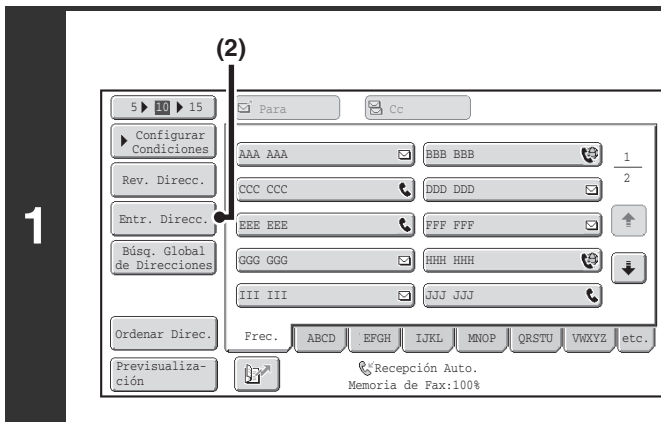 1
(2)
5 10 15
Para
Cc
Configurar
Condiciones
Rev. Direcc.
Entr. Direcc.
Búsq. Global
de Direcciones
Ordenar Direc.
Previsualiza-
ción
AAA AAA
BBB BBB
CCC CCC
DDD DDD
EEE EEE
FFF FFF
GGG GGG
HHH HHH
III III
JJJ JJJ
1
2
Frec. ABCD EFGH IJKL MNOP QRSTU VWXYZ etc.
Recepción Auto.
Memoria de Fax:100%